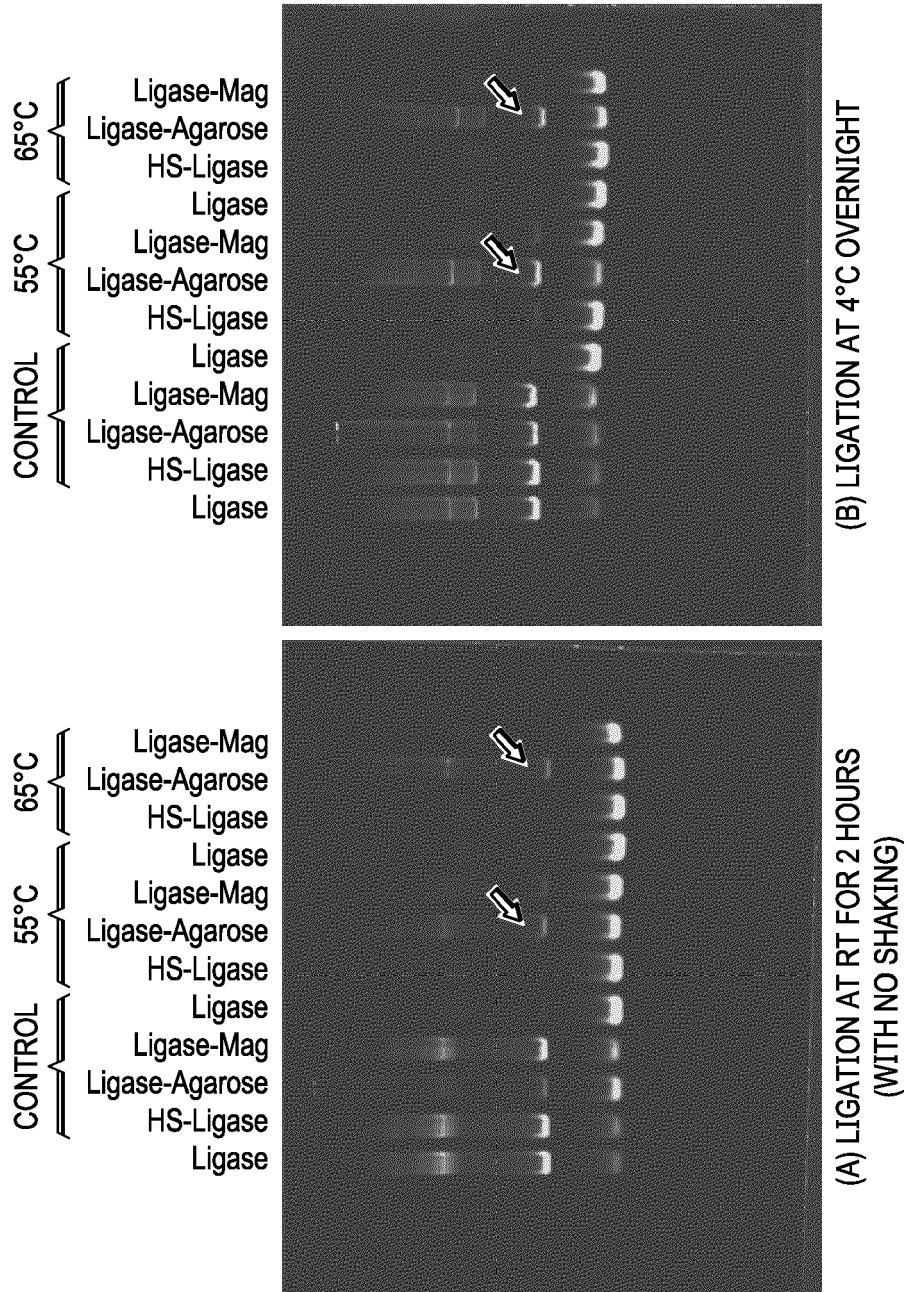 CONTROL
55°C
65°C
Ligase
HS-Ligase
Ligase-Agarose
Ligase-Mag
Ligase
HS-Ligase
Ligase-Agarose
Ligase-Mag
Ligase
HS-Ligase
Ligase-Agarose
Ligase-Mag
(A) LIGATION AT RT FOR 2 HOURS
(WITH NO SHAKING)
CONTROL
55°C
65°C
Ligase
HS-Ligase
Ligase-Agarose
Ligase-Mag
Ligase
HS-Ligase
Ligase-Agarose
Ligase-Mag
Ligase
HS-Ligase
Ligase-Agarose
Ligase-Mag
(B) LIGATION AT 4°C OVERNIGHT